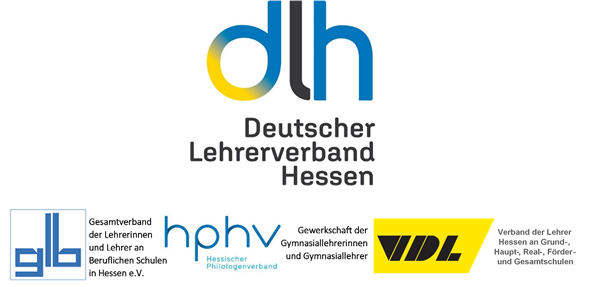 dlh
Deutscher
Lehrerverband
Hessen
glb
Gesamtverband
der Lehrerinnen
und Lehrer an
Beruflichen Schulen
in Hessen e.V.
hphv
Hessischer
Philologenverband
Gewerkschaft der
Gymnasiallehrerinnen
und Gymnasiallehrer
VDL
Verband der Lehrer
Hessen an Grund-,
Haupt-, Real-, Förder-
und Gesamtschulen